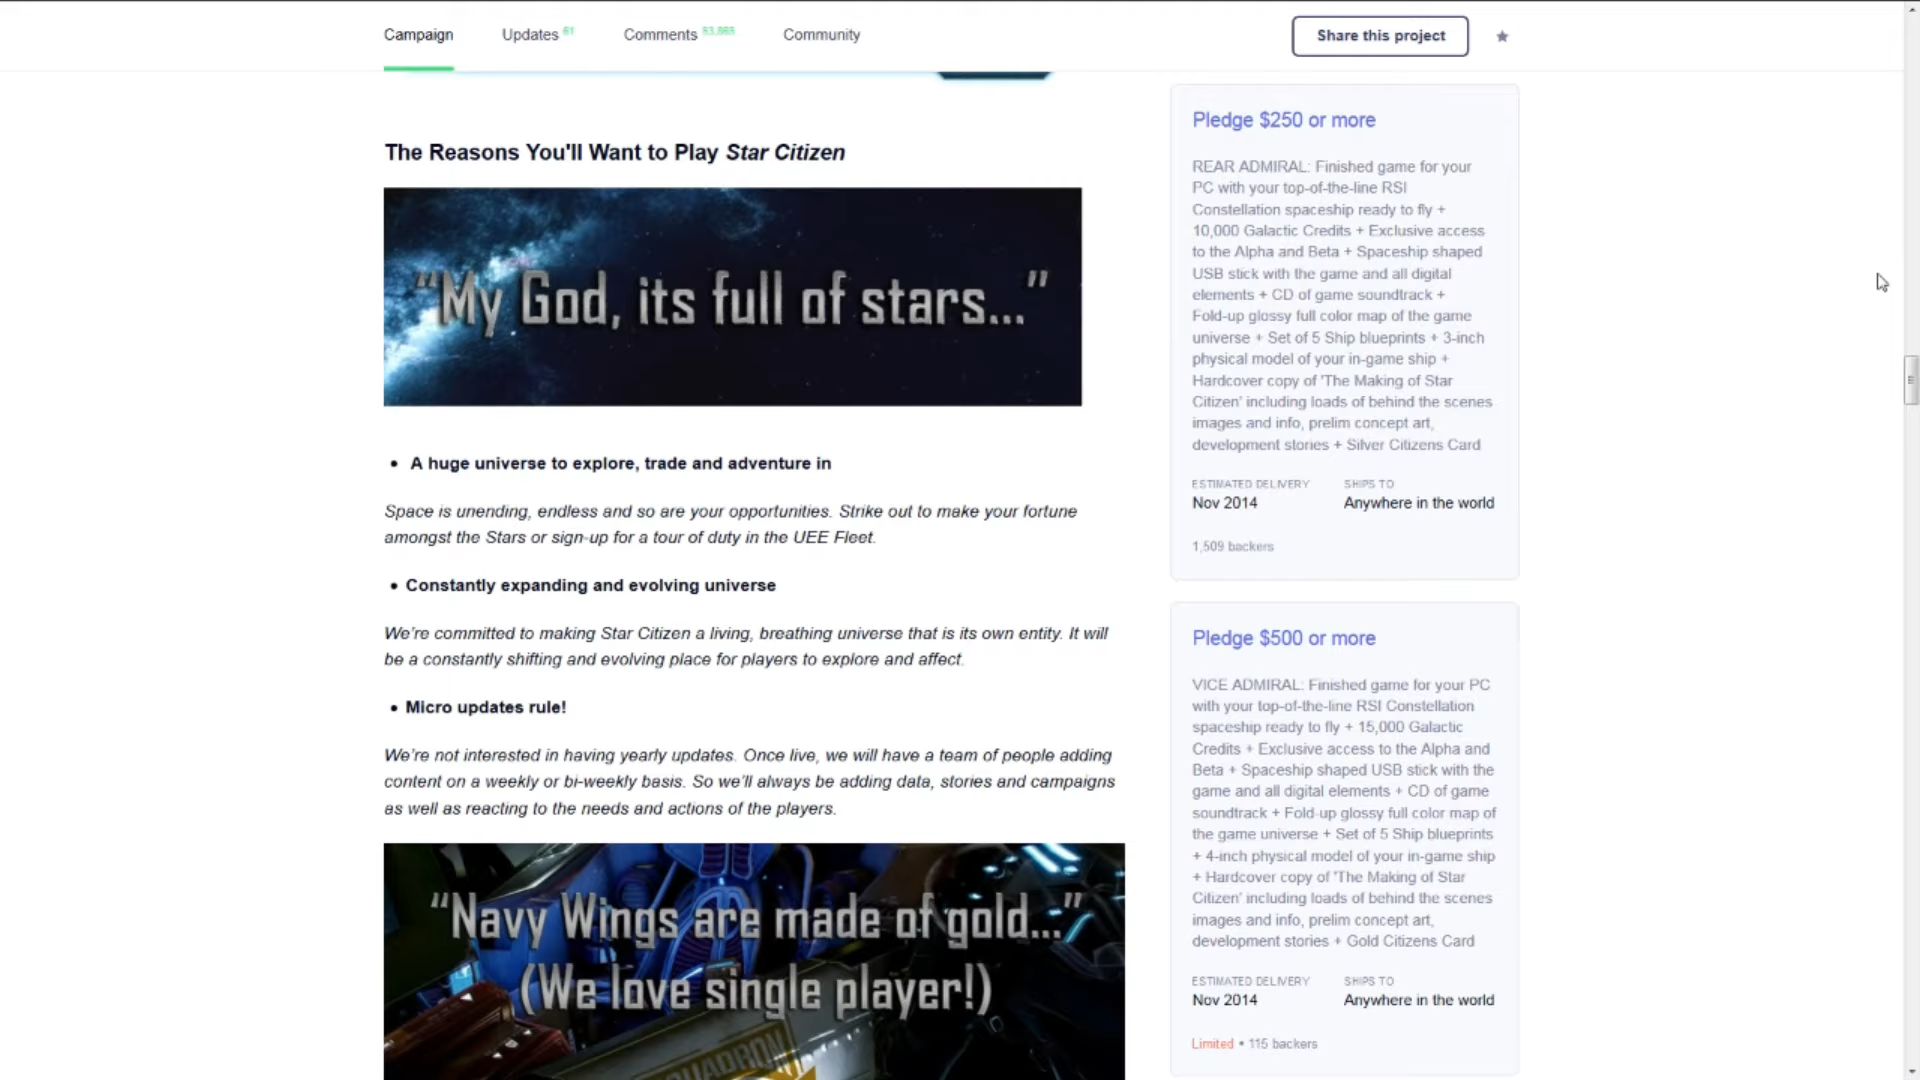 Campaign
Updates 61
Comments
Community
Share this project
The Reasons You'll Want to Play Star Citizen
“My God, its full of stars...”
• A huge universe to explore, trade and adventure in
Space is unending, endless and so are your opportunities. Strike out to make your fortune
amongst the Stars or sign-up for a tour of duty in the UEE Fleet.
• Constantly expanding and evolving universe
We’re committed to making Star Citizen a living, breathing universe that is its own entity. It will
be a constantly shifting and evolving place for players to explore and affect.
• Micro updates rule!
We’re not interested in having yearly updates. Once live, we will have a team of people adding
content on a weekly or bi-weekly basis. So we’ll always be adding data, stories and campaigns
as well as reacting to the needs and actions of the players.
“Navy Wings are made of gold...”
(We love single player!)
SQUADRON
Pledge $250 or more
REAR ADMIRAL: Finished game for your
PC with your top-of-the-line RSI
Constellation spaceship ready to fly +
10,000 Galactic Credits + Exclusive access
to the Alpha and Beta + Spaceship shaped
USB stick with the game and all digital
elements + CD of game soundtrack +
Fold-up glossy full color map of the game
universe + Set of 5 Ship blueprints + 3-inch
physical model of your in-game ship +
Hardcover copy of 'The Making of Star
Citizen' including loads of behind the scenes
images and info, prelim concept art,
development stories + Silver Citizens Card
ESTIMATED DELIVERY
Nov 2014
SHIPS TO
Anywhere in the world
1,509 backers
Pledge $500 or more
VICE ADMIRAL: Finished game for your PC
with your top-of-the-line RSI Constellation
spaceship ready to fly + 15,000 Galactic
Credits + Exclusive access to the Alpha and
Beta + Spaceship shaped USB stick with the
game and all digital elements + CD of game
soundtrack + Fold-up glossy full color map of
the game universe + Set of 5 Ship blueprints
+ 4-inch physical model of your in-game ship
+ Hardcover copy of 'The Making of Star
Citizen' including loads of behind the scenes
images and info, prelim concept art,
development stories + Gold Citizens Card
ESTIMATED DELIVERY
Nov 2014
SHIPS TO
Anywhere in the world
Limited • 115 backers